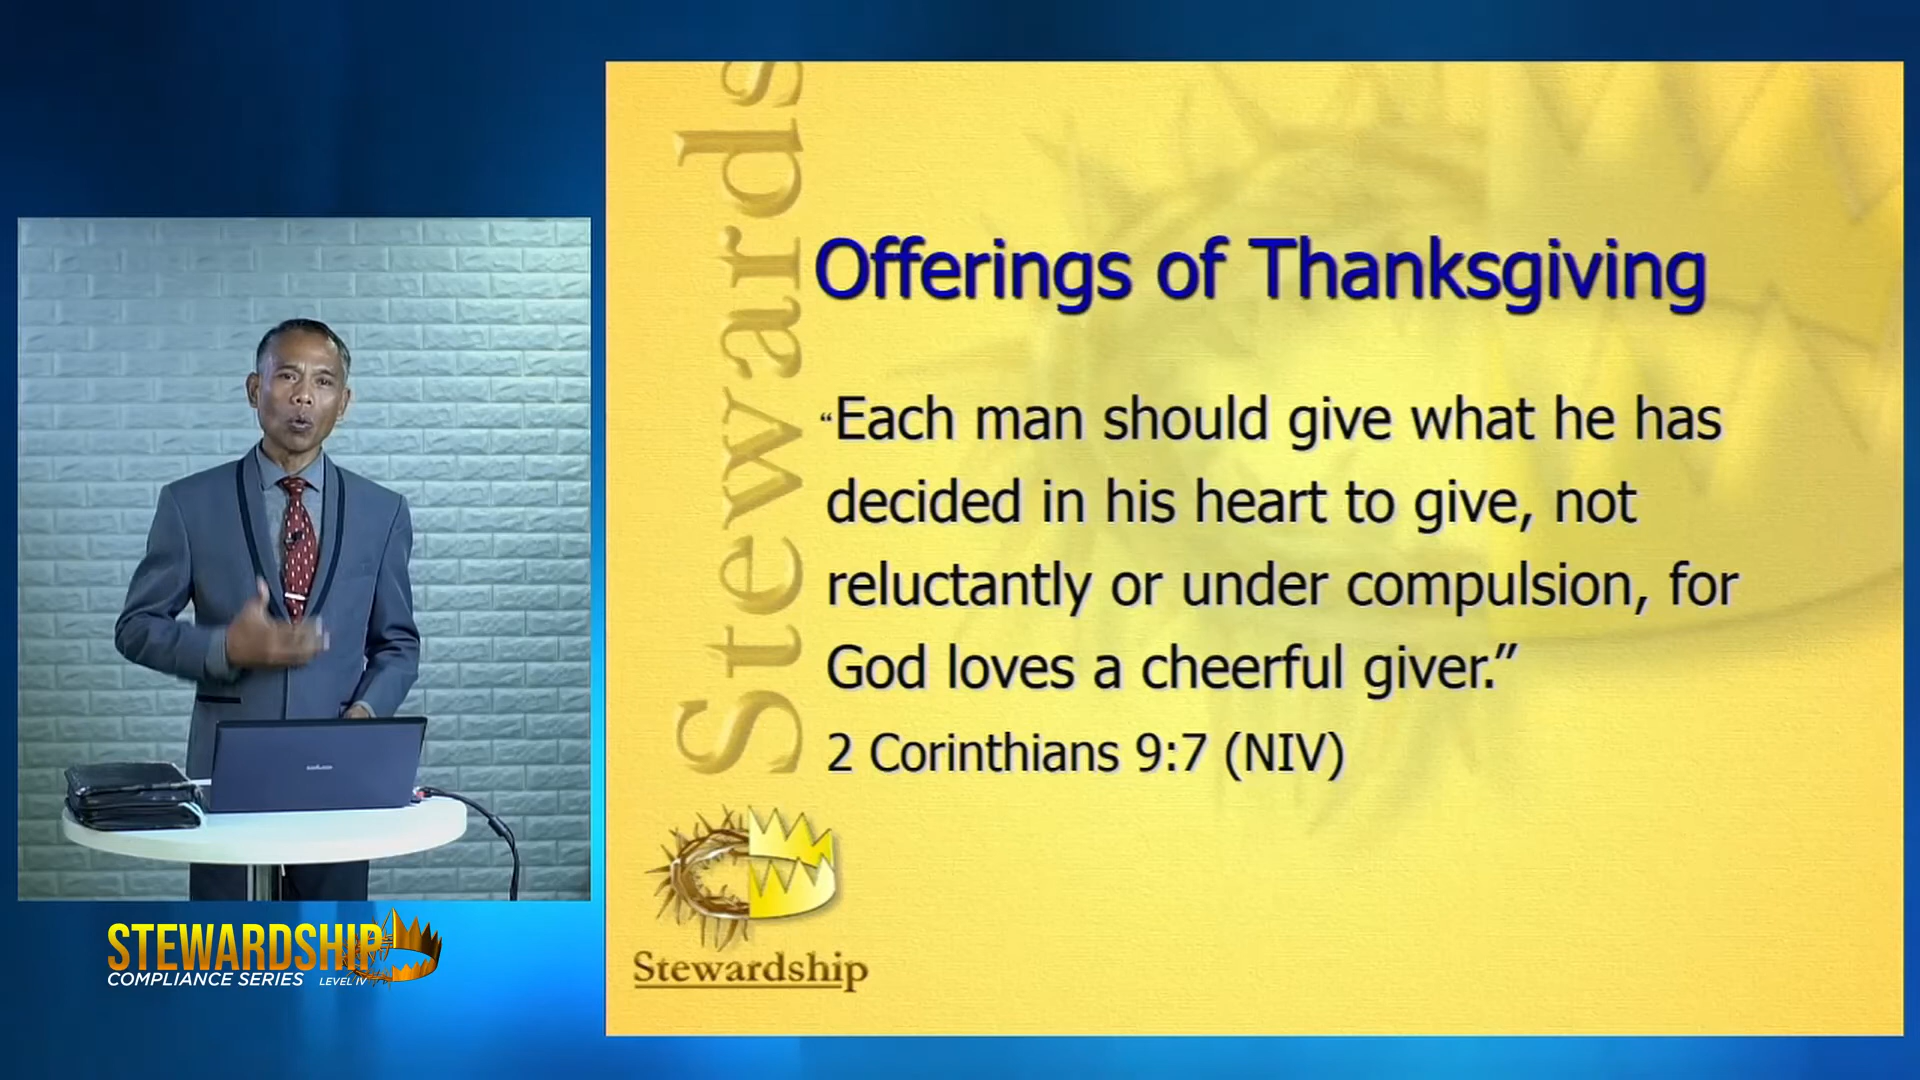 Stewards
Offerings of Thanksgiving
“Each man should give what he has
decided in his heart to give, not
reluctantly or under compulsion, for
God loves a cheerful giver.”
2 Corinthians 9:7 (NIV)
Stewardship
STEWARDSHIP
COMPLIANCE SERIES LEVEL IV